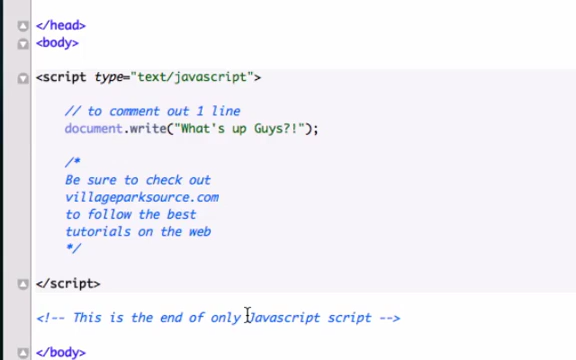 </head>
<body>
<script type="text/javascript">
// to comment out 1 line
document.write("What's up Guys?!");
/*
Be sure to check out
villageparksource.com
to follow the best
tutorials on the web
*/
</script>
<!-- This is the end of only Javascript script -->
</body>